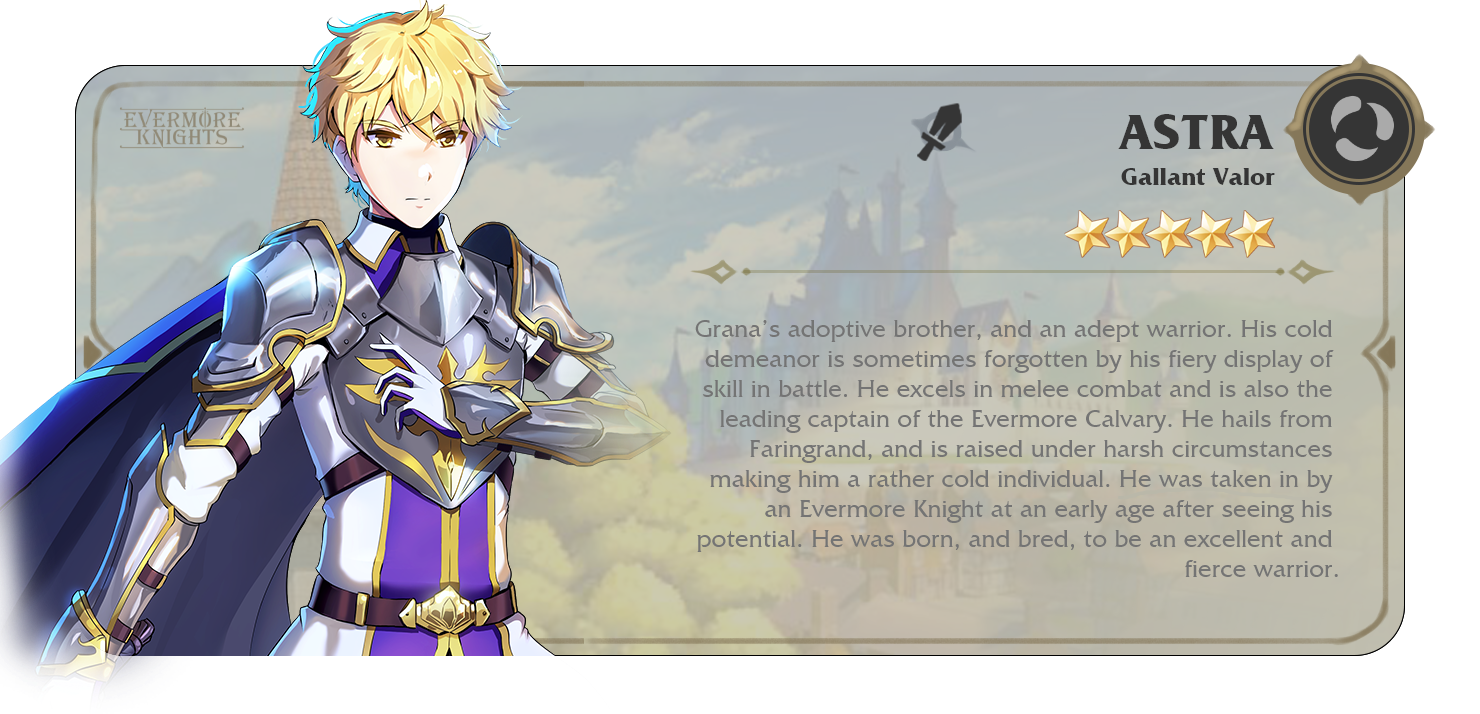 EVERMORE
KNIGHTS
ASTRA
Gallant Valor
Grana's adoptive brother, and an adept warrior. His cold
demeanor is sometimes forgotten by his fiery display of
skill in battle. He excels in melee combat and is also the
leading captain of the Evermore Calvary. He hails from
Faringrand, and is raised under harsh circumstances
making him a rather cold individual. He was taken in by
an Evermore Knight at an early age after seeing his
potential. He was born, and bred, to be an excellent and
fierce warrior.